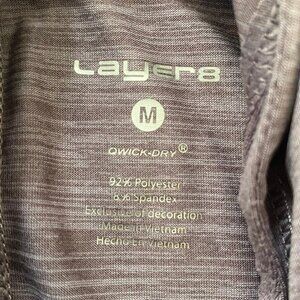 Layer8
M
QWICK-DRY®
92% Polyester
8% Spandex
Exclusive of decoration
Made in Vietnam
Hecho En Vietnam